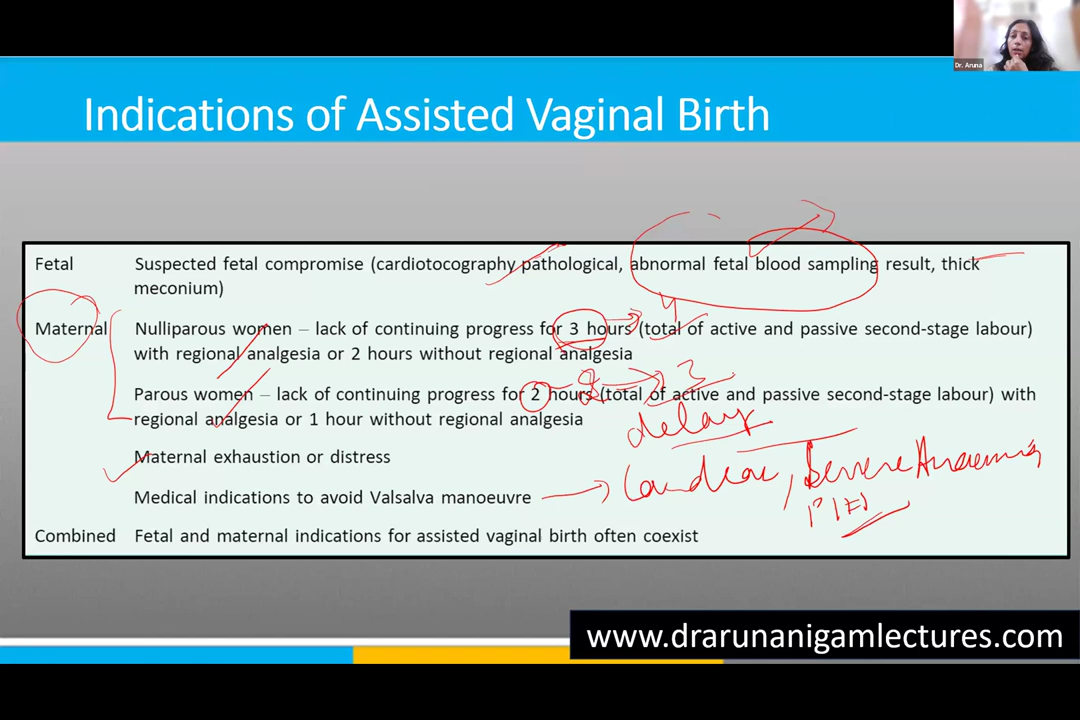 Dr. Aruna
Indications of Assisted Vaginal Birth
Fetal Suspected fetal compromise (cardiotocography pathological, abnormal fetal blood sampling result, thick
meconium)
4
Maternal Nulliparous women – lack of continuing progress for 3 hours (total of active and passive second-stage labour)
with regional analgesia or 2 hours without regional analgesia
3
Parous women – lack of continuing progress for 2 hours (total of active and passive second-stage labour) with
regional analgesia or 1 hour without regional analgesia
delay
Maternal exhaustion or distress
Cardiac, Severe Anaemia
Medical indications to avoid Valsalva manoeuvre
Combined Fetal and maternal indications for assisted vaginal birth often coexist
www.drarunanigamlectures.com